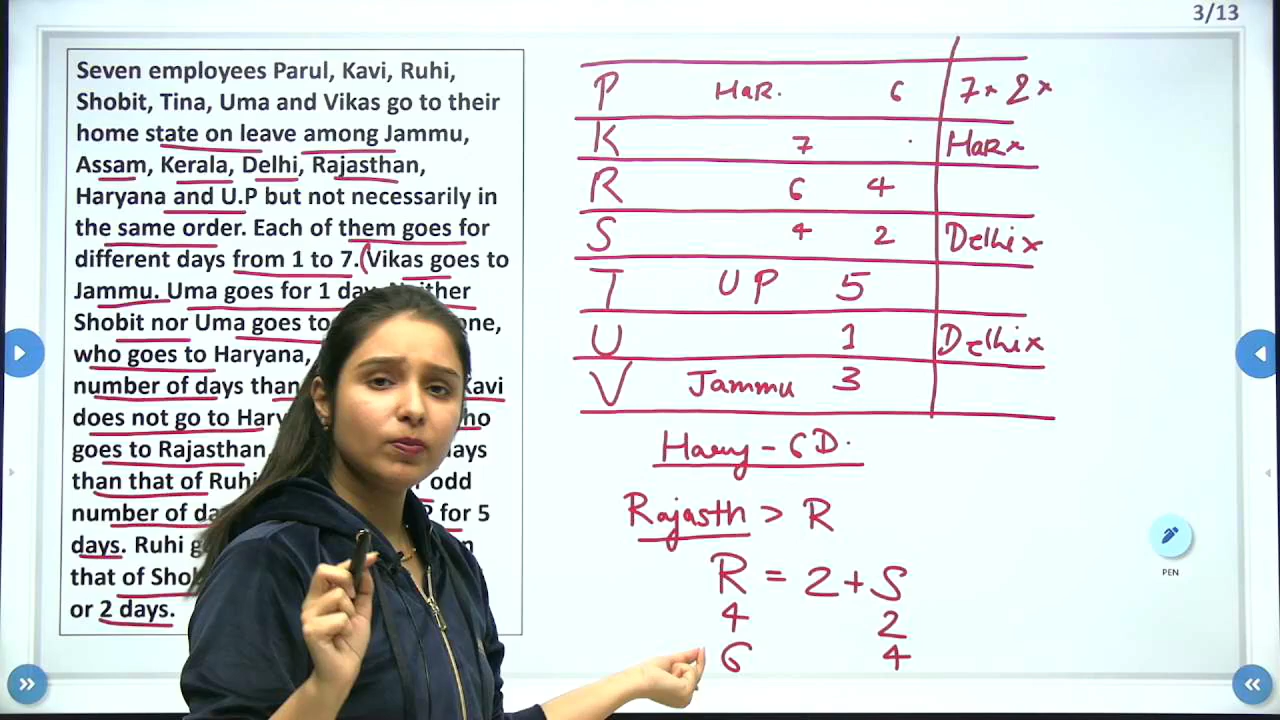 3/13
Seven employees Parul, Kavi, Ruhi,
Shobit, Tina, Uma and Vikas go to their
home state on leave among Jammu,
Assam, Kerala, Delhi, Rajasthan,
Haryana and U.P but not necessarily in
the same order. Each of them goes for
different days from 1 to 7. (Vikas goes to
Jammu. Uma goes for 1 day. Neither
Shobit nor Uma goes to one,
who goes to Haryana,
number of days than Kavi
does not go to Har
goes to Rajasthan days
than that of Ruhi odd
number of da P for 5
days. Ruhi
that of Sho
or 2 days.
P HaR. 6 7x 2x
K 7 . HaRx
R 6 4
S 4 2 Delhix
T UP 5
U 1 Delhix
V Jammu 3
Hary - 6D.
Rajasth > R
R = 2 + S
4 2
6 4
PEN